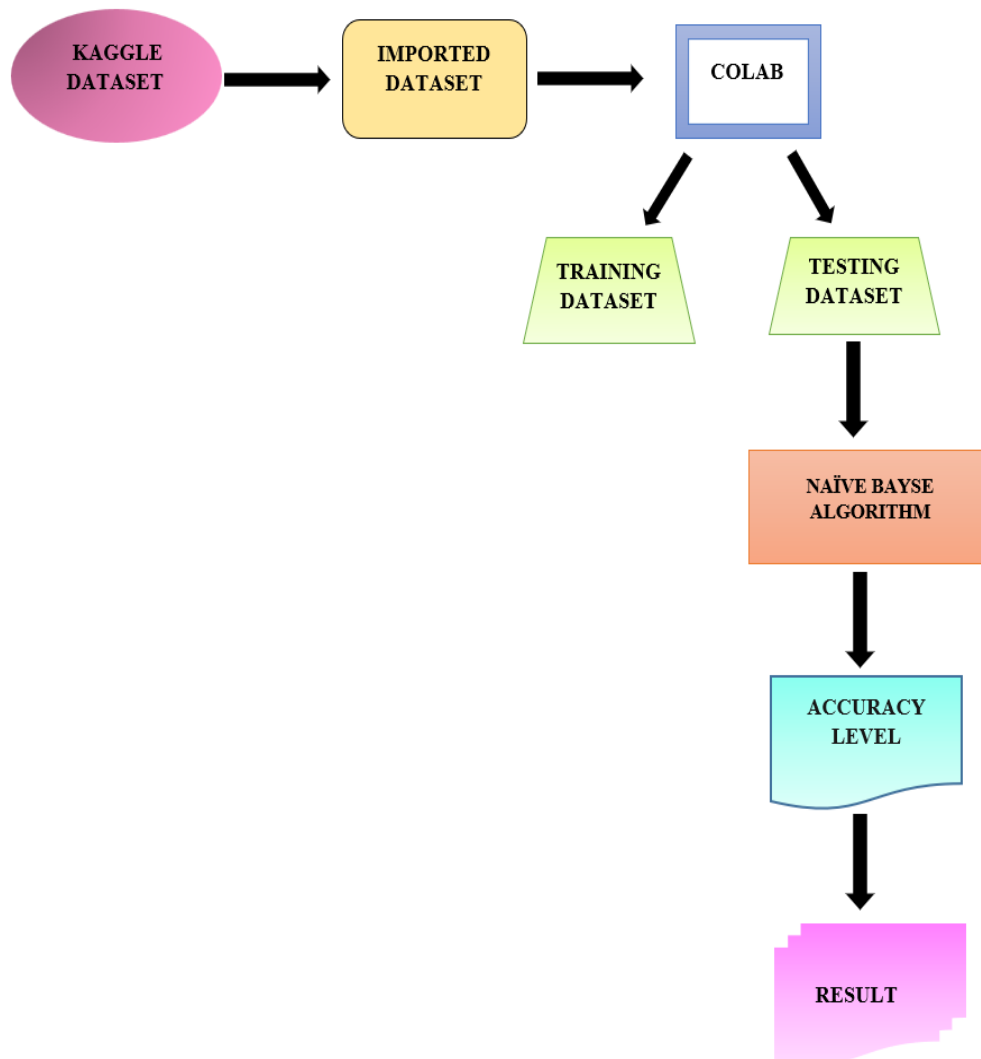 KAGGLE
DATASET
IMPORTED
DATASET
COLAB
TRAINING
DATASET
TESTING
DATASET
NAÏVE BAYSE
ALGORITHM
ACCURACY
LEVEL
RESULT